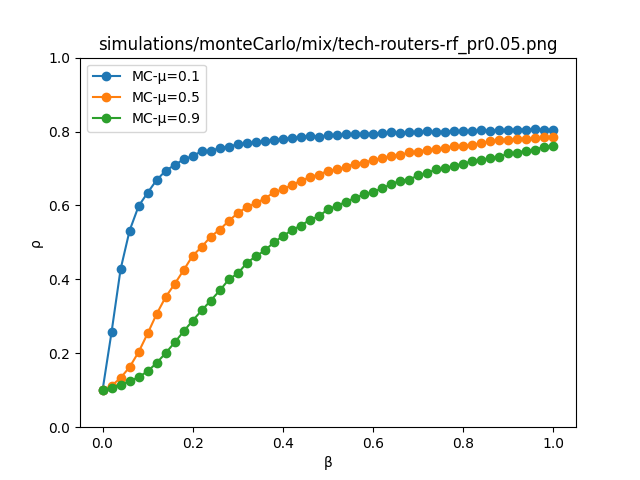 simulations/monteCarlo/mix/tech-routers-rf_pr0.05.png
MC-μ=0.1
MC-μ=0.5
MC-μ=0.9
1.0
0.8
0.6
0.4
0.2
0.0
ρ
0.0 0.2 0.4 0.6 0.8 1.0
β